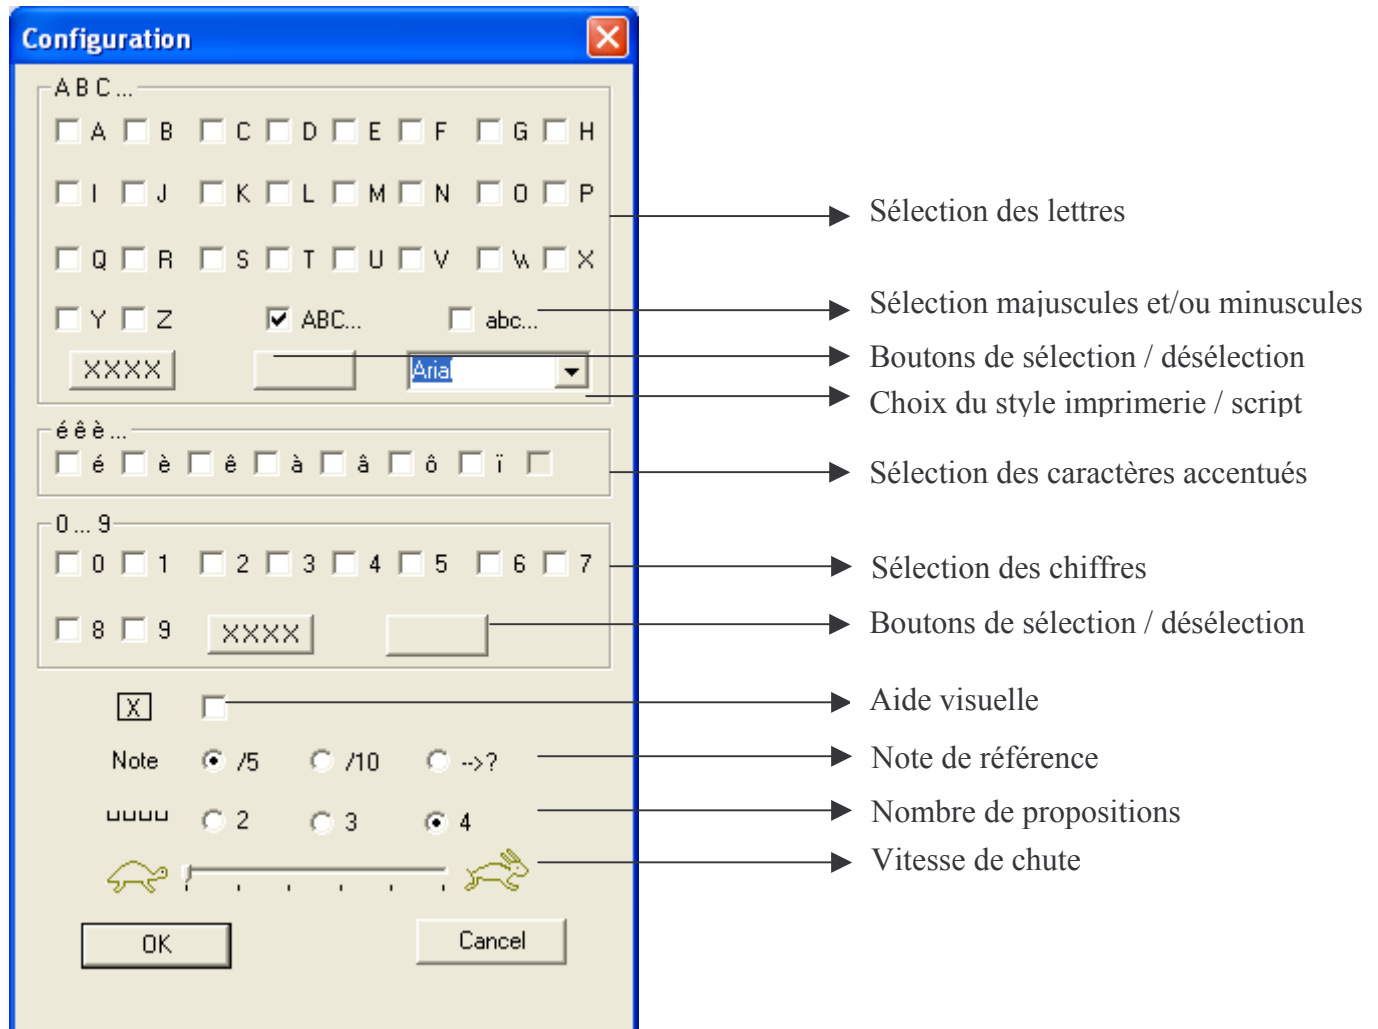 Configuration
A B C ...
A B C D E F G H
I J K L M N O P
Sélection des lettres
Q R S T U V W X
Y Z ABC... abc...
Sélection majuscules et/ou minuscules
XXXX Arial
Boutons de sélection / désélection
Choix du style imprimerie / script
é ê è ...
é è ê à â ô ï
Sélection des caractères accentués
0 ... 9
0 1 2 3 4 5 6 7
Sélection des chiffres
8 9 XXXX
Boutons de sélection / désélection
X
Aide visuelle
Note /5 /10 -->?
Note de référence
2 3 4
Nombre de propositions
Vitesse de chute
OK Cancel